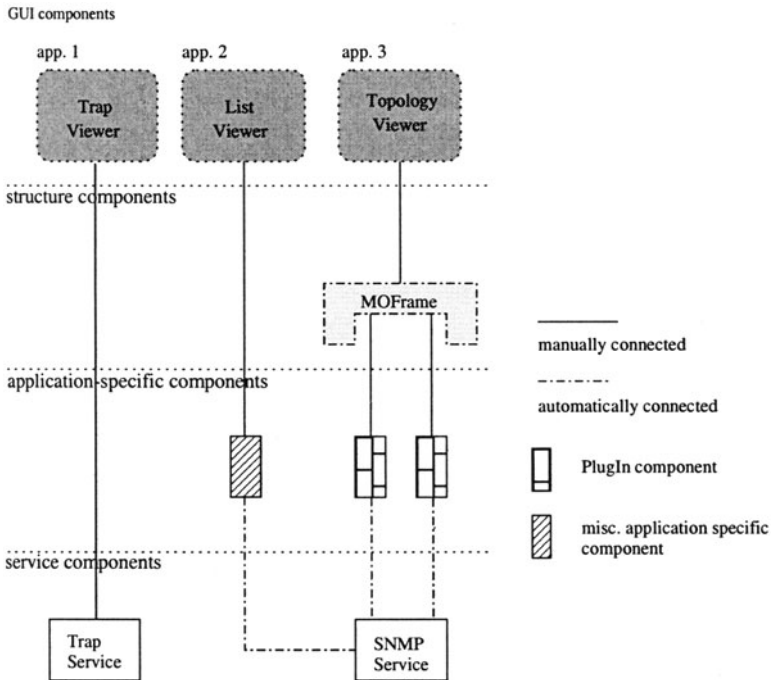 GUI components
app. 1
app. 2
app. 3
Trap
Viewer
List
Viewer
Topology
Viewer
structure components
MOFrame
manually connected
application-specific components
automatically connected
PlugIn component
misc. application specific
component
service components
Trap
Service
SNMP
Service